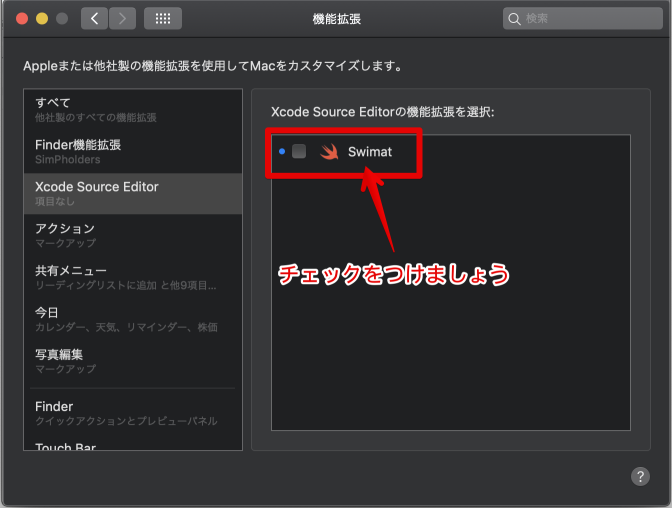 機能拡張
検索
Appleまたは他社製の機能拡張を使用してMacをカスタマイズします。
すべて
他社製のすべての機能拡張
Finder機能拡張
SimPholders
Xcode Source Editor
項目なし
アクション
マークアップ
共有メニュー
リーディングリストに追加 と他9項目...
今日
カレンダー、天気、リマインダー、株価
写真編集
マークアップ
Finder
クイックアクションとプレビューパネル
Touch Bar
Xcode Source Editorの機能拡張を選択:
Swimat
チェックをつけましょう
?